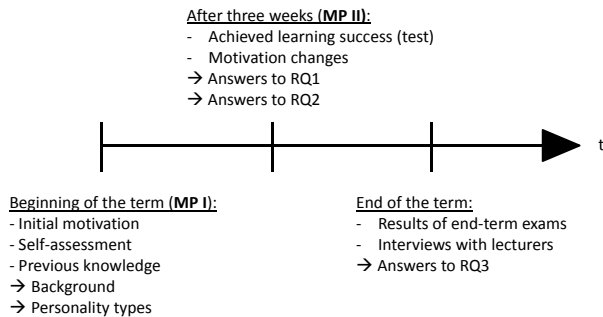 After three weeks (MP II):
- Achieved learning success (test)
- Motivation changes
→ Answers to RQ1
→ Answers to RQ2
t
Beginning of the term (MP I):
- Initial motivation
- Self-assessment
- Previous knowledge
→ Background
→ Personality types
End of the term:
- Results of end-term exams
- Interviews with lecturers
→ Answers to RQ3